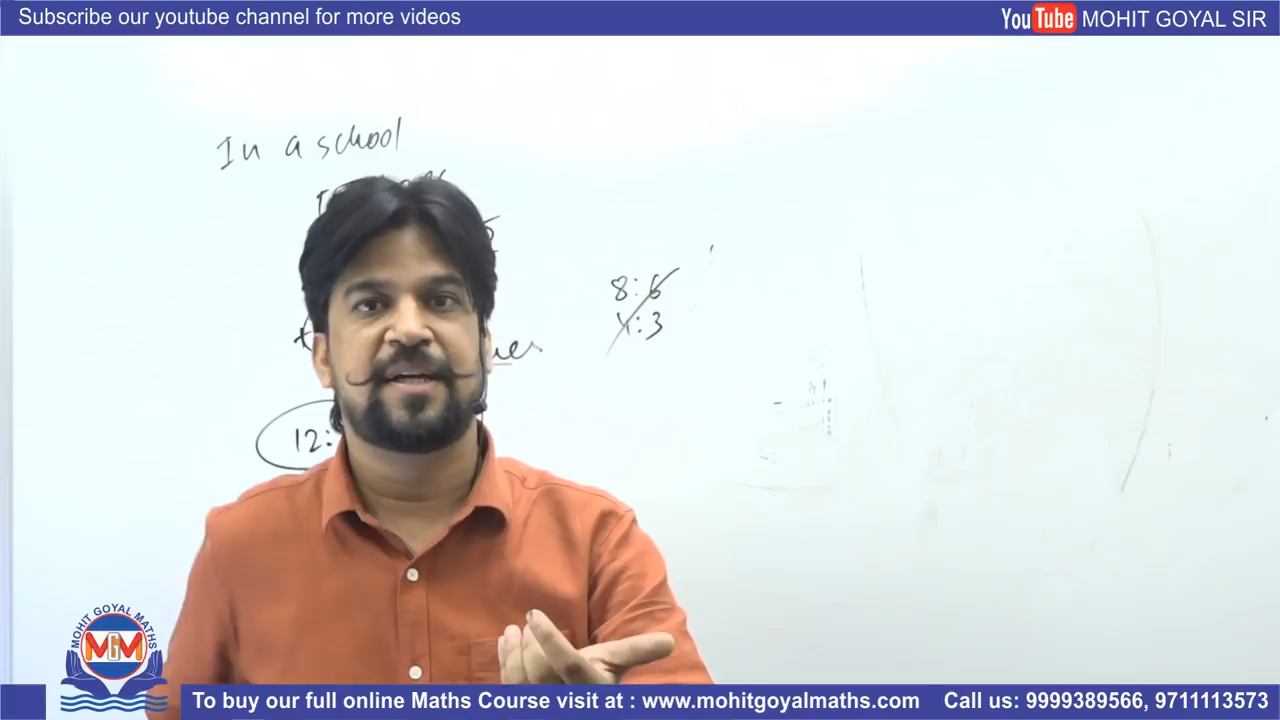 Subscribe our youtube channel for more videos
YouTube MOHIT GOYAL SIR
In a school
8:6
4:3
12:
MOHIT GOYAL MATHS
MGM
To buy our full online Maths Course visit at : www.mohitgoyalmaths.com Call us: 9999389566, 9711113573